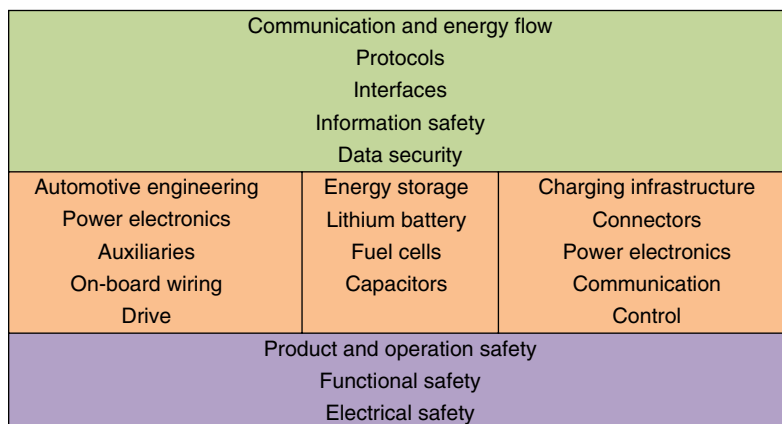 Communication and energy flow
Protocols
Interfaces
Information safety
Data security
Automotive engineering
Power electronics
Auxiliaries
On-board wiring
Drive
Energy storage
Lithium battery
Fuel cells
Capacitors
Charging infrastructure
Connectors
Power electronics
Communication
Control
Product and operation safety
Functional safety
Electrical safety